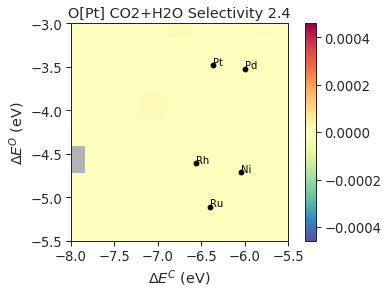 O[Pt] CO2+H2O Selectivity 2.4
−3.0
−3.5
−4.0
−4.5
−5.0
−5.5
ΔE^O (eV)
Pt
Pd
Rh
Ni
Ru
−8.0 −7.5 −7.0 −6.5 −6.0 −5.5
ΔE^C (eV)
0.0004
0.0002
0.0000
−0.0002
−0.0004